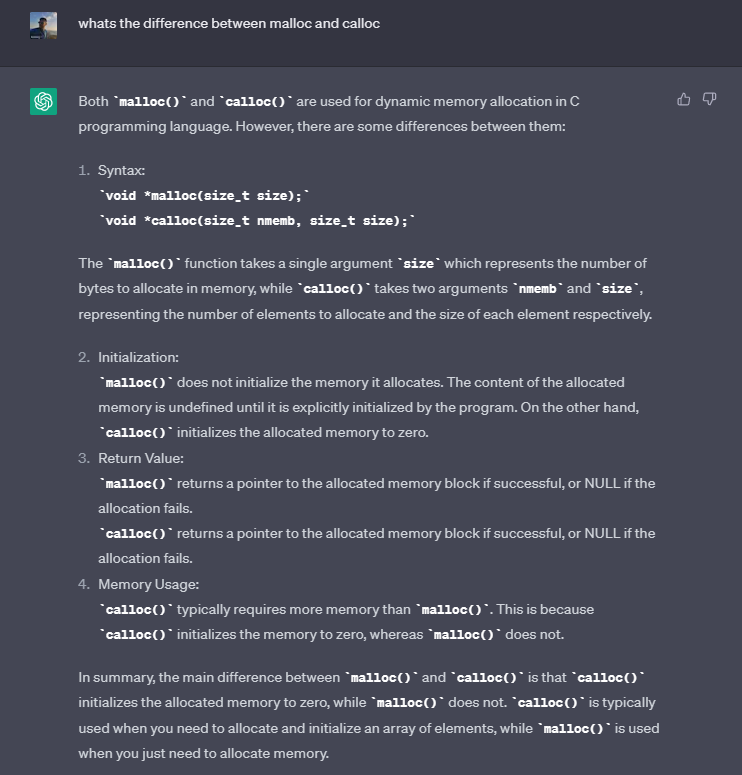 whats the difference between malloc and calloc
Both `malloc()` and `calloc()` are used for dynamic memory allocation in C
programming language. However, there are some differences between them:
1. Syntax:
`void *malloc(size_t size);`
`void *calloc(size_t nmemb, size_t size);`
The `malloc()` function takes a single argument `size` which represents the number of
bytes to allocate in memory, while `calloc()` takes two arguments `nmemb` and `size`,
representing the number of elements to allocate and the size of each element respectively.
2. Initialization:
`malloc()` does not initialize the memory it allocates. The content of the allocated
memory is undefined until it is explicitly initialized by the program. On the other hand,
`calloc()` initializes the allocated memory to zero.
3. Return Value:
`malloc()` returns a pointer to the allocated memory block if successful, or NULL if the
allocation fails.
`calloc()` returns a pointer to the allocated memory block if successful, or NULL if the
allocation fails.
4. Memory Usage:
`calloc()` typically requires more memory than `malloc()`. This is because
`calloc()` initializes the memory to zero, whereas `malloc()` does not.
In summary, the main difference between `malloc()` and `calloc()` is that `calloc()`
initializes the allocated memory to zero, while `malloc()` does not. `calloc()` is typically
used when you need to allocate and initialize an array of elements, while `malloc()` is used
when you just need to allocate memory.